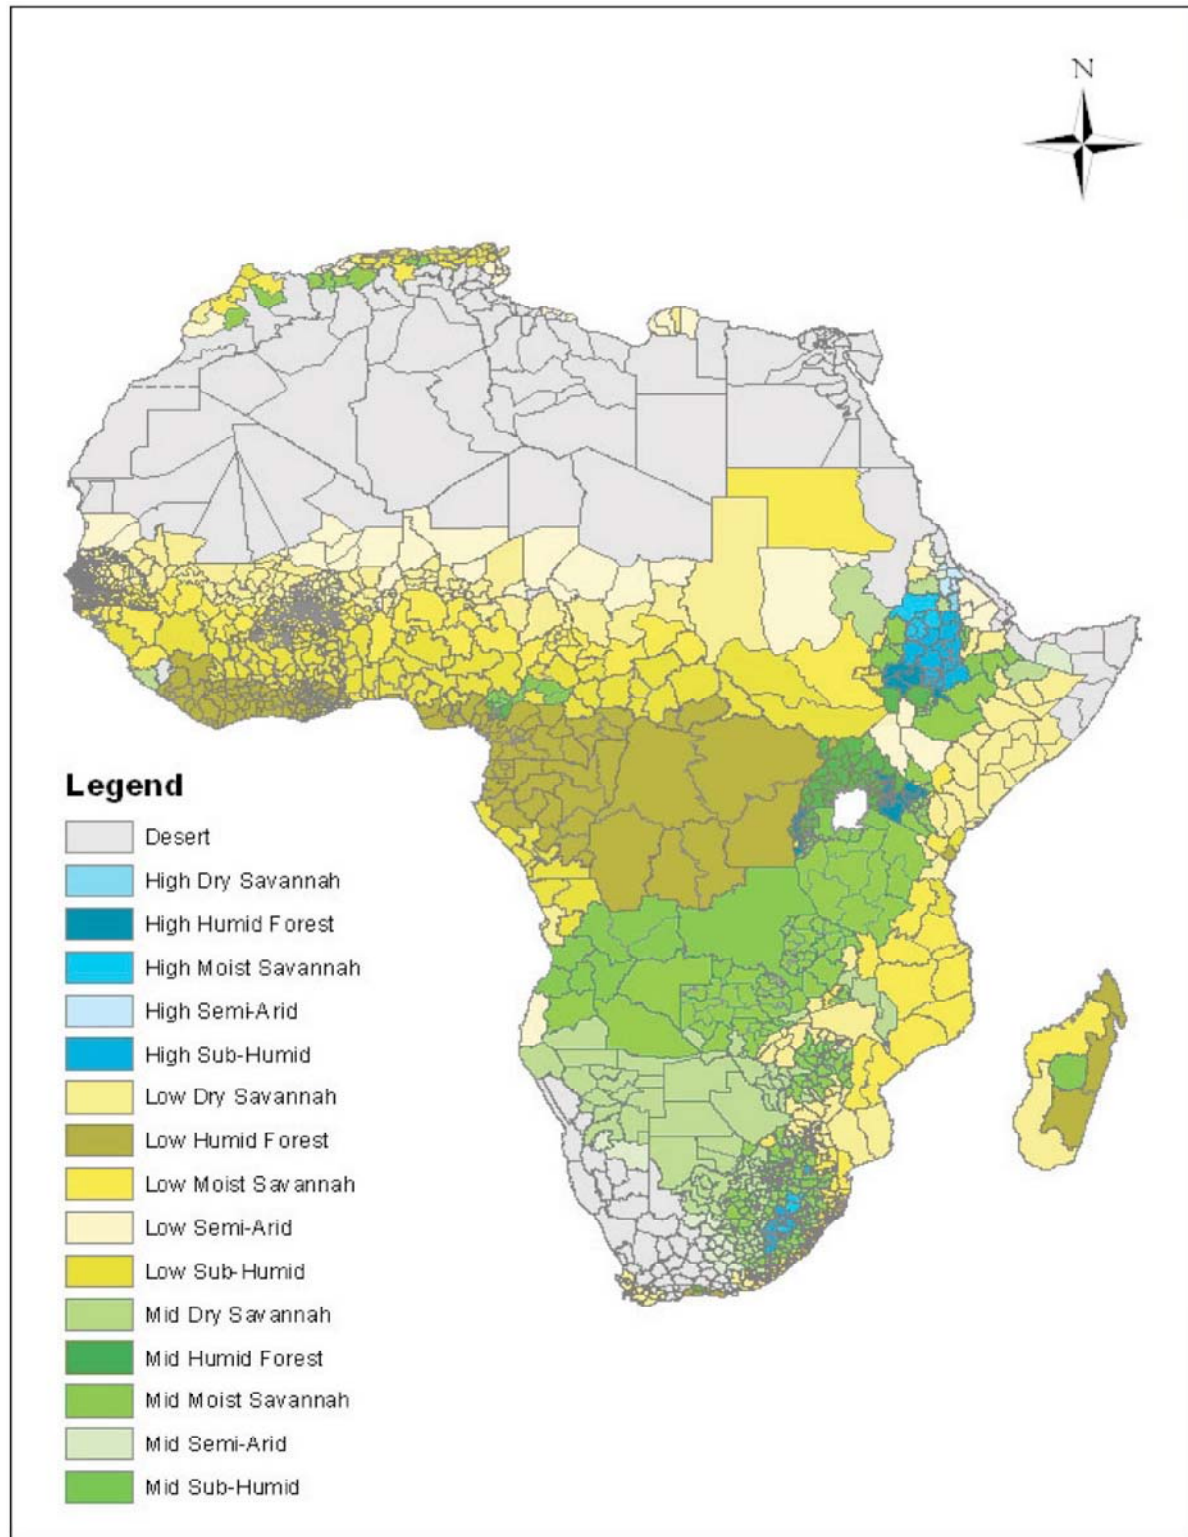 N
Legend
Desert
High Dry Savannah
High Humid Forest
High Moist Savannah
High Semi-Arid
High Sub-Humid
Low Dry Savannah
Low Humid Forest
Low Moist Savannah
Low Semi-Arid
Low Sub-Humid
Mid Dry Savannah
Mid Humid Forest
Mid Moist Savannah
Mid Semi-Arid
Mid Sub-Humid